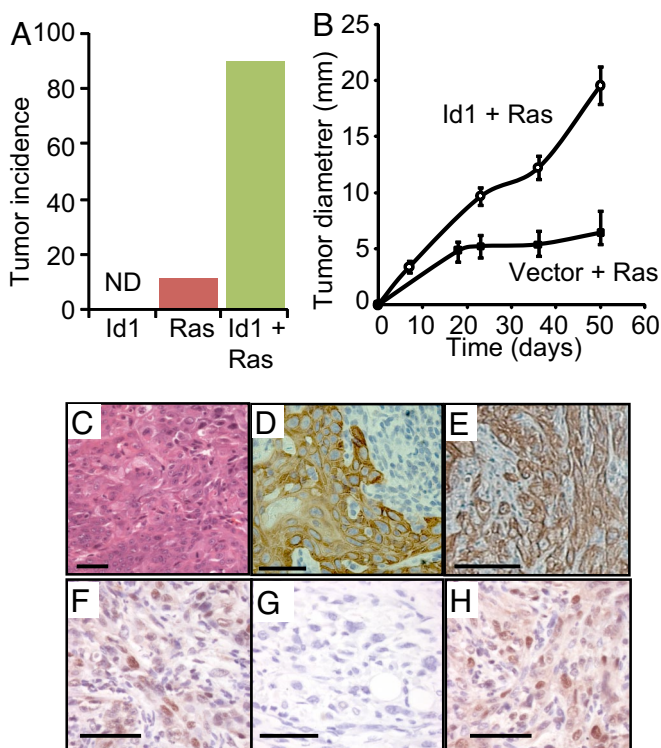 A
Tumor incidence
100
80
60
40
20
0
ND
Id1
Ras
Id1 +
Ras
B
Tumor diametrer (mm)
25
20
15
10
5
0
Id1 + Ras
Vector + Ras
0 10 20 30 40 50 60
Time (days)
C
D
E
F
G
H